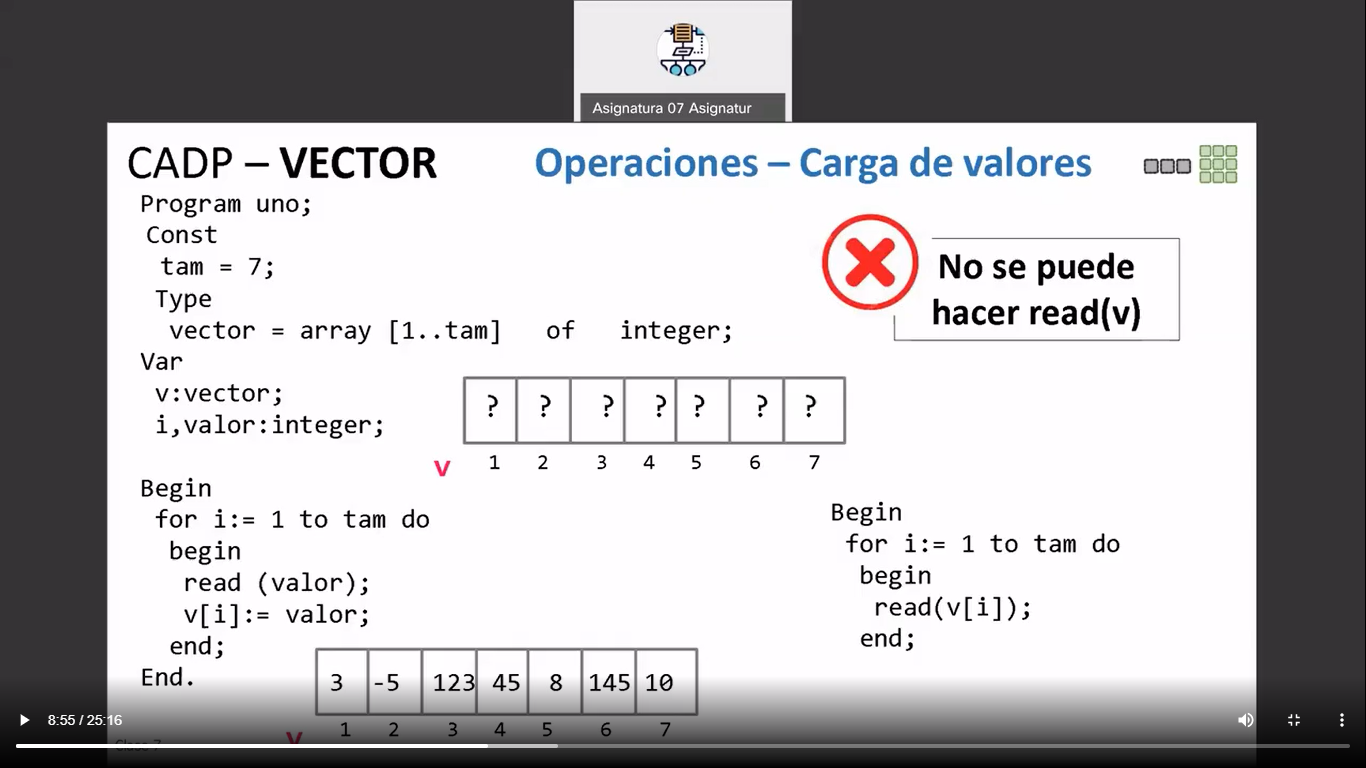 Asignatura 07 Asignatur
CADP – VECTOR
Operaciones – Carga de valores
Program uno;
Const
tam = 7;
Type
vector = array [1..tam] of integer;
Var
v:vector;
i,valor:integer;
No se puede
hacer read(v)
? ? ? ? ? ? ?
v 1 2 3 4 5 6 7
Begin
for i:= 1 to tam do
begin
read (valor);
v[i]:= valor;
end;
End.
Begin
for i:= 1 to tam do
begin
read(v[i]);
end;
3 -5 123 45 8 145 10
v 1 2 3 4 5 6 7
8:55 / 25:16
Clase 7